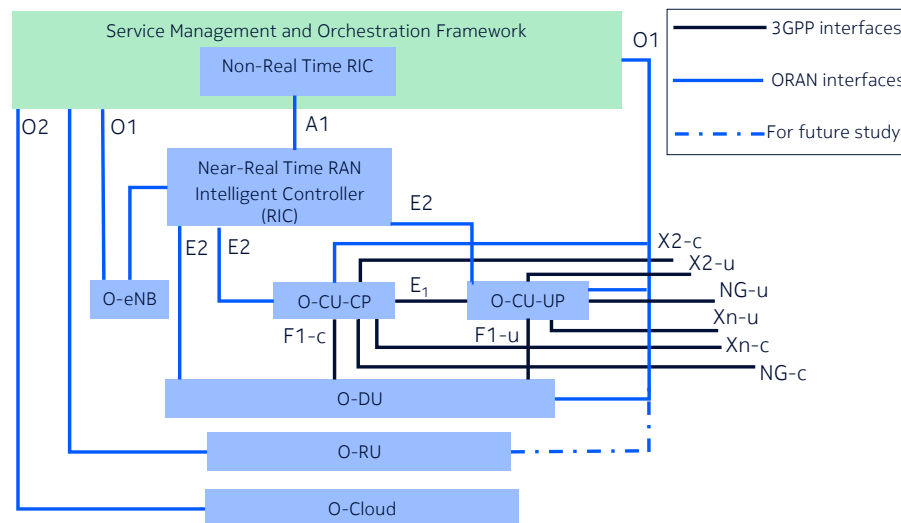 Service Management and Orchestration Framework
Non-Real Time RIC
O1
3GPP interfaces
ORAN interfaces
For future study
O2
O1
A1
Near-Real Time RAN
Intelligent Controller
(RIC)
E2
E2
E2
X2-c
X2-u
NG-u
Xn-u
Xn-c
NG-c
O-eNB
O-CU-CP
E1
O-CU-UP
F1-c
F1-u
O-DU
O-RU
O-Cloud